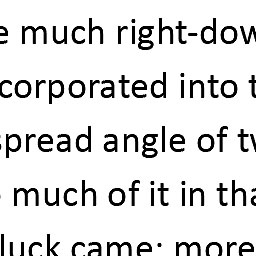 much right-dow
corporated into
spread angle of tw
much of it in tha
luck came; more